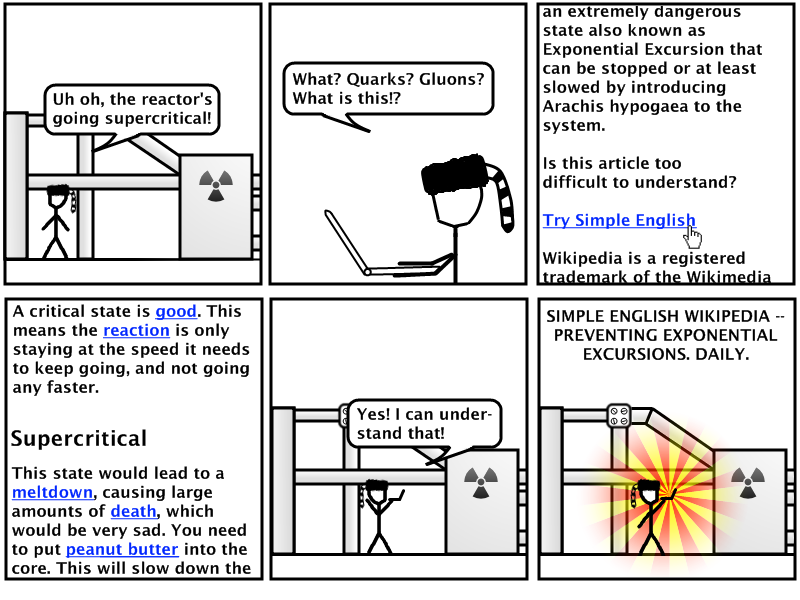 Uh oh, the reactor's
going supercritical!
What? Quarks? Gluons?
What is this!?
an extremely dangerous
state also known as
Exponential Excursion that
can be stopped or at least
slowed by introducing
Arachis hypogaea to the
system.
Is this article too
difficult to understand?
Try Simple English
Wikipedia is a registered
trademark of the Wikimedia
A critical state is good. This
means the reaction is only
staying at the speed it needs
to keep going, and not going
any faster.
Supercritical
This state would lead to a
meltdown, causing large
amounts of death, which
would be very sad. You need
to put peanut butter into the
core. This will slow down the
Yes! I can under-
stand that!
SIMPLE ENGLISH WIKIPEDIA --
PREVENTING EXPONENTIAL
EXCURSIONS. DAILY.